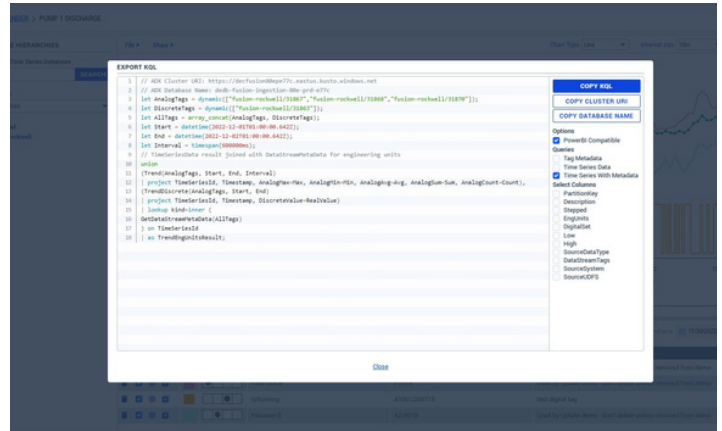 > PUMP 1 DISCHARGE
HIERARCHIES
File
Share
Chart Type
Line
SEARCH
EXPORT KQL
1 // ADX Cluster URI: https://decfusion00epe77c.eastus.kusto.windows.net
2 // ADX Database Name: dedb-fusion-ingestion-00e-prd-e77c
3 let AnalogTags = dynamic(["fusion-rockwell/31067","fusion-rockwell/31068","fusion-rockwell/31070"]);
4 let DiscreteTags = dynamic(["fusion-rockwell/31063"]);
5 let AllTags = array_concat(AnalogTags, DiscreteTags);
6 let Start = datetime(2022-12-01T01:00:00.642Z);
7 let End = datetime(2022-12-02T01:00:00.642Z);
8 let Interval = timespan(600000ms);
9 // TimeSeriesData result joined with DataStreamMetaData for engineering units
10 union
11 (Trend(AnalogTags, Start, End, Interval)
12 | project TimeSeriesId, Timestamp, AnalogMax=Max, AnalogMin=Min, AnalogAvg=Avg, AnalogSum=Sum, AnalogCount=Count),
13 (TrendDiscrete(AnalogTags, Start, End)
14 | project TimeSeriesId, Timestamp, DiscreteValue=RealValue)
15 | lookup kind=inner (
16 GetDataStreamMetaData(AllTags)
17 ) on TimeSeriesId
18 | as TrendEngUnitsResult;
COPY KQL
COPY CLUSTER URI
COPY DATABASE NAME
Options
PowerBI Compatible
Queries
Tag Metadata
Time Series Data
Time Series With Metadata
Select Columns
PartitionKey
Description
Stepped
EngUnits
DigitalSet
Low
High
SourceDataType
DataStreamTags
SourceSystem
SourceUDFS
Close